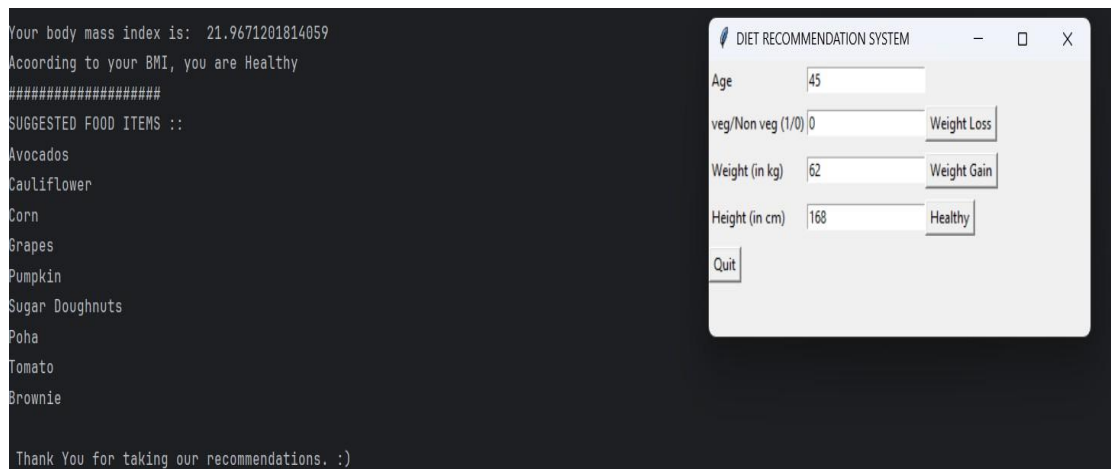 Your body mass index is:  21.9671201814059
Acoording to your BMI, you are Healthy
####################
SUGGESTED FOOD ITEMS ::
Avocados
Cauliflower
Corn
Grapes
Pumpkin
Sugar Doughnuts
Poha
Tomato
Brownie
Thank You for taking our recommendations. :)
DIET RECOMMENDATION SYSTEM
Age 45
veg/Non veg (1/0) 0 Weight Loss
Weight (in kg) 62 Weight Gain
Height (in cm) 168 Healthy
Quit